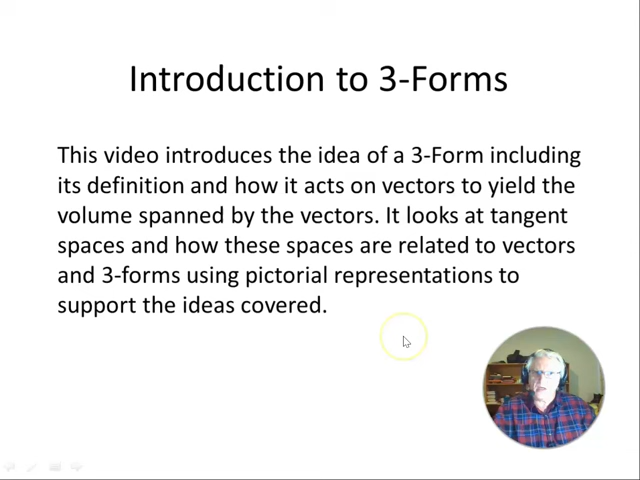 Introduction to 3-Forms
This video introduces the idea of a 3-Form including
its definition and how it acts on vectors to yield the
volume spanned by the vectors. It looks at tangent
spaces and how these spaces are related to vectors
and 3-forms using pictorial representations to
support the ideas covered.